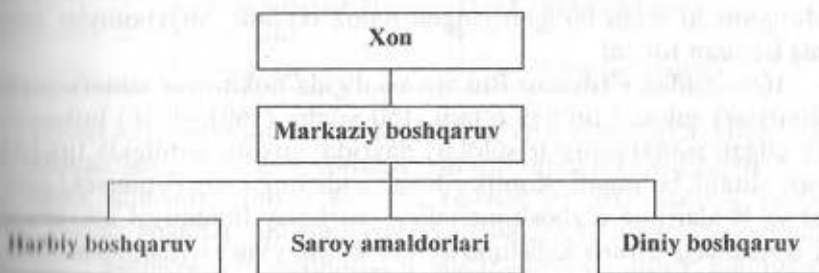 Xon
Markaziy boshqaruv
Harbiy boshqaruv
Saroy amaldorlari
Diniy boshqaruv